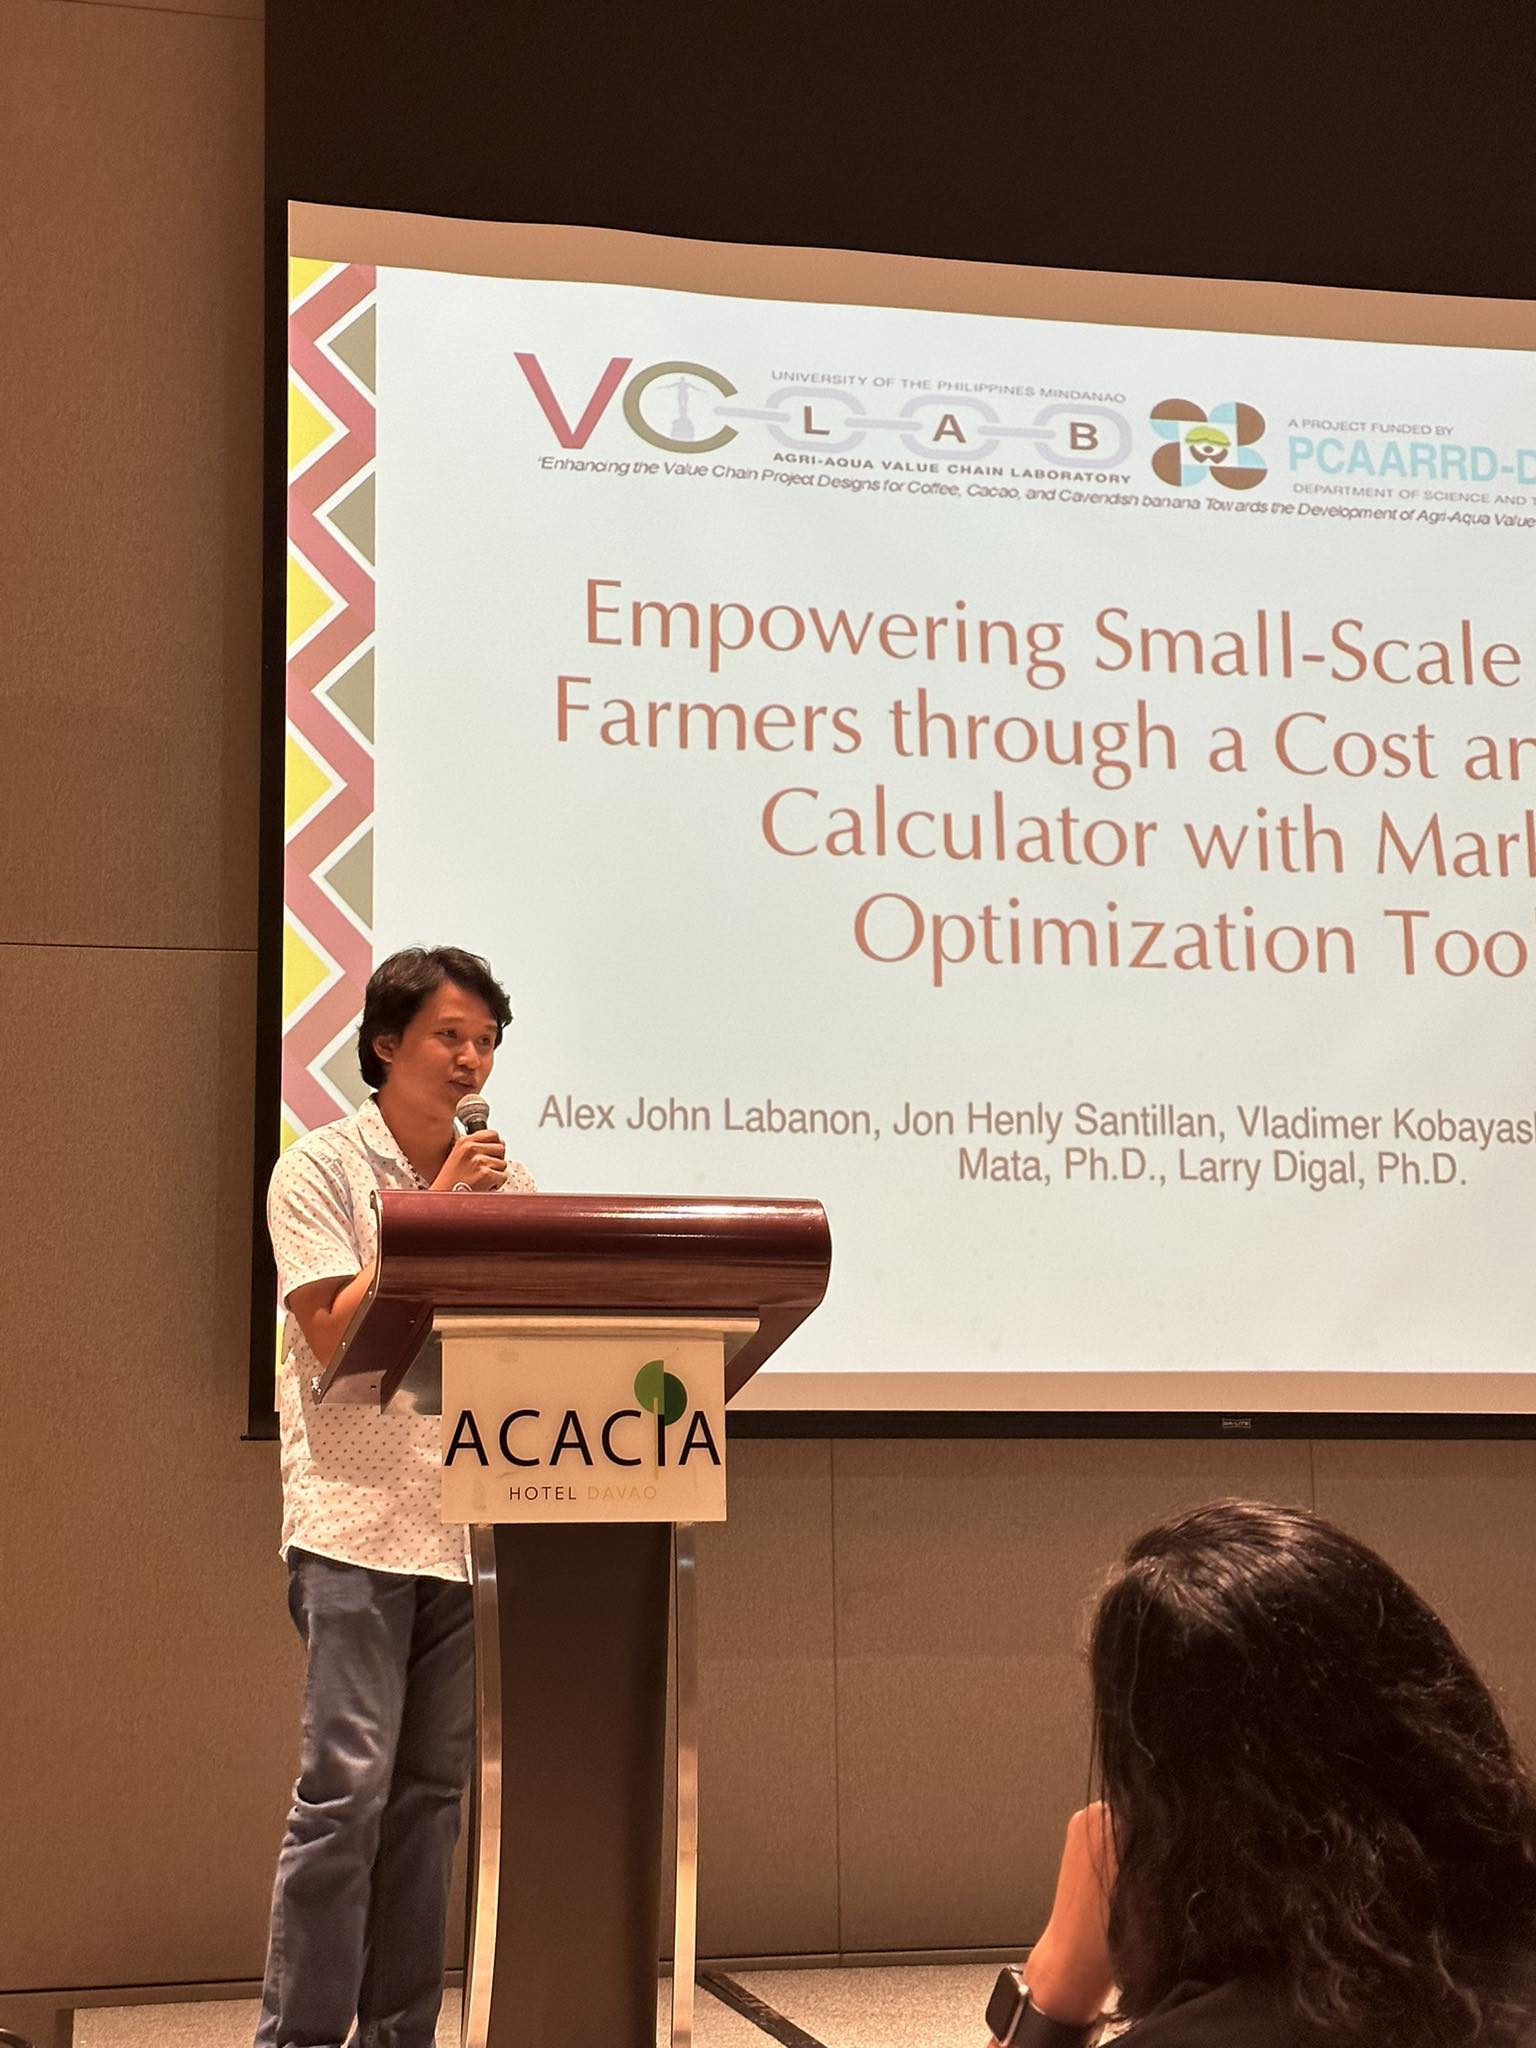 VC LAB
UNIVERSITY OF THE PHILIPPINES MINDANAO
AGRI-AQUA VALUE CHAIN LABORATORY
A PROJECT FUNDED BY
PCAARRD-D
DEPARTMENT OF SCIENCE AND T
"Enhancing the Value Chain Project Designs for Coffee, Cacao, and Cavendish banana Towards the Development of Agri-Aqua Value
Empowering Small-Scale
Farmers through a Cost an
Calculator with Mark
Optimization Too
Alex John Labanon, Jon Henly Santillan, Vladimer Kobayas
Mata, Ph.D., Larry Digal, Ph.D.
DA-LITE
ACACIA
HOTEL DAVAO